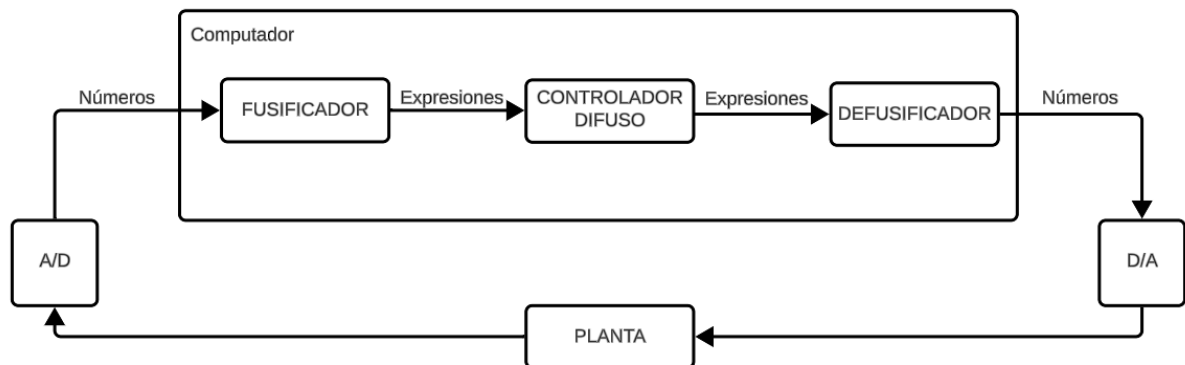 Computador
Números
FUSIFICADOR
Expresiones
CONTROLADOR
DIFUSO
Expresiones
DEFUSIFICADOR
Números
A/D
D/A
PLANTA